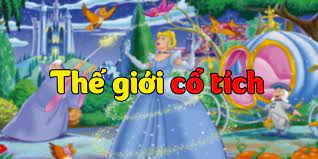 Thế giới cổ tích